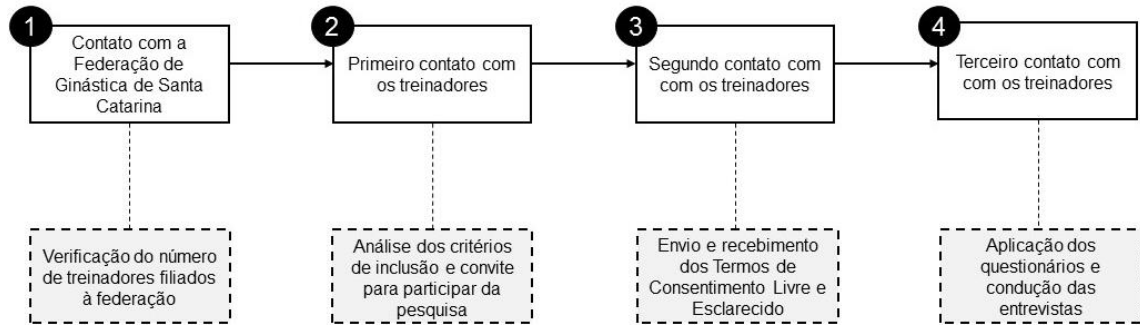 1
Contato com a
Federação de
Ginástica de Santa
Catarina
2
Primeiro contato com
os treinadores
3
Segundo contato com
com os treinadores
4
Terceiro contato com
com os treinadores
Verificação do número
de treinadores filiados
à federação
Análise dos critérios
de inclusão e convite
para participar da
pesquisa
Envio e recebimento
dos Termos de
Consentimento Livre e
Esclarecido
Aplicação dos
questionários e
condução das
entrevistas